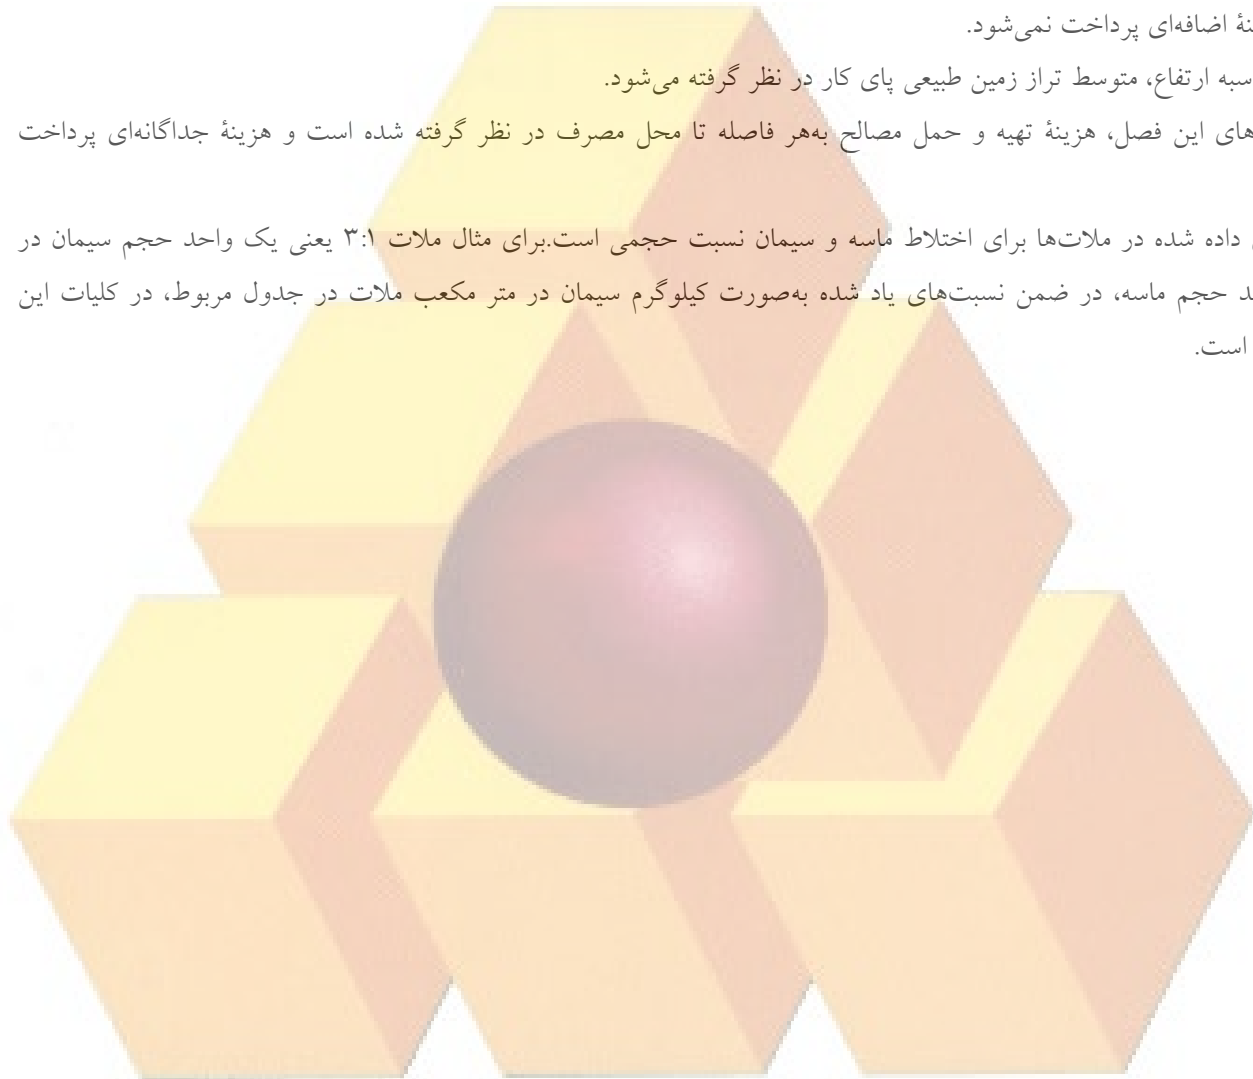 اضافه‌ای پرداخت نمی‌شود.
ارتفاع، متوسط تراز زمین طبیعی پای کار در نظر گرفته می‌شود.
های این فصل، هزینهٔ تهیه و حمل مصالح به‌هر فاصله تا محل مصرف در نظر گرفته شده است و هزینهٔ جداگانه‌ای پرداخت
داده شده در ملات‌ها برای اختلاط ماسه و سیمان نسبت حجمی است.برای مثال ملات ۳:۱ یعنی یک واحد حجم سیمان در
حجم ماسه، در ضمن نسبت‌های یاد شده به‌صورت کیلوگرم سیمان در متر مکعب ملات در جدول مربوط، در کلیات این
است.